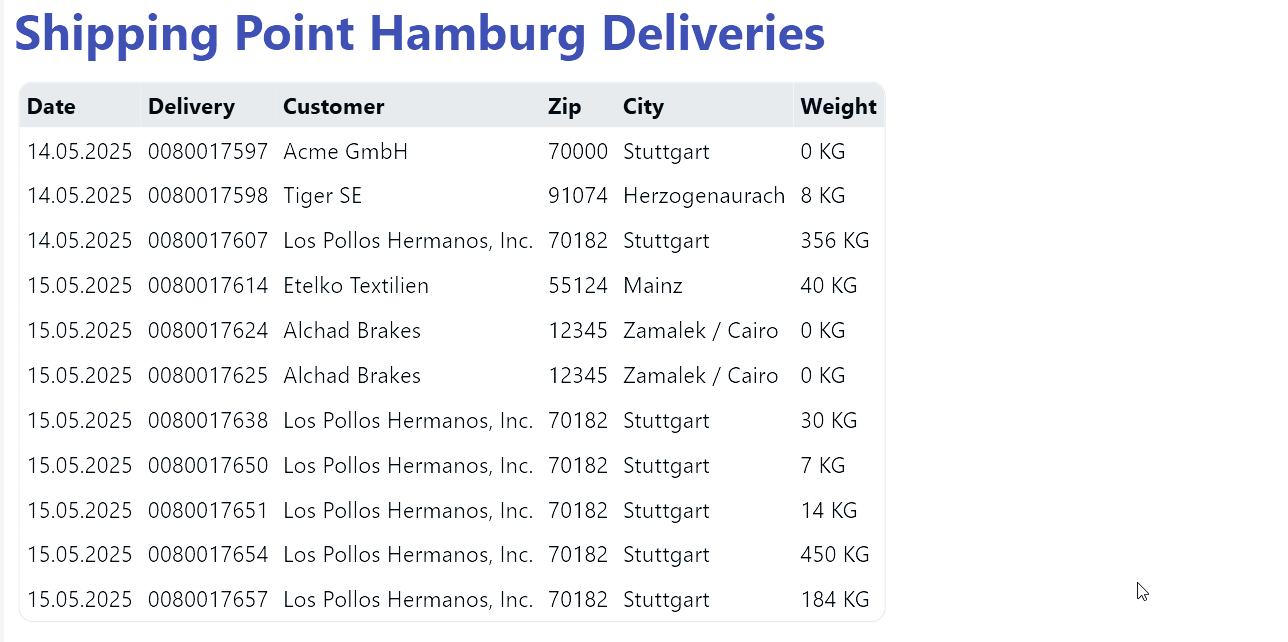 Shipping Point Hamburg Deliveries
Date Delivery Customer Zip City Weight
14.05.2025 0080017597 Acme GmbH 70000 Stuttgart 0 KG
14.05.2025 0080017598 Tiger SE 91074 Herzogenaurach 8 KG
14.05.2025 0080017607 Los Pollos Hermanos, Inc. 70182 Stuttgart 356 KG
15.05.2025 0080017614 Etelko Textilien 55124 Mainz 40 KG
15.05.2025 0080017624 Alchad Brakes 12345 Zamalek / Cairo 0 KG
15.05.2025 0080017625 Alchad Brakes 12345 Zamalek / Cairo 0 KG
15.05.2025 0080017638 Los Pollos Hermanos, Inc. 70182 Stuttgart 30 KG
15.05.2025 0080017650 Los Pollos Hermanos, Inc. 70182 Stuttgart 7 KG
15.05.2025 0080017651 Los Pollos Hermanos, Inc. 70182 Stuttgart 14 KG
15.05.2025 0080017654 Los Pollos Hermanos, Inc. 70182 Stuttgart 450 KG
15.05.2025 0080017657 Los Pollos Hermanos, Inc. 70182 Stuttgart 184 KG